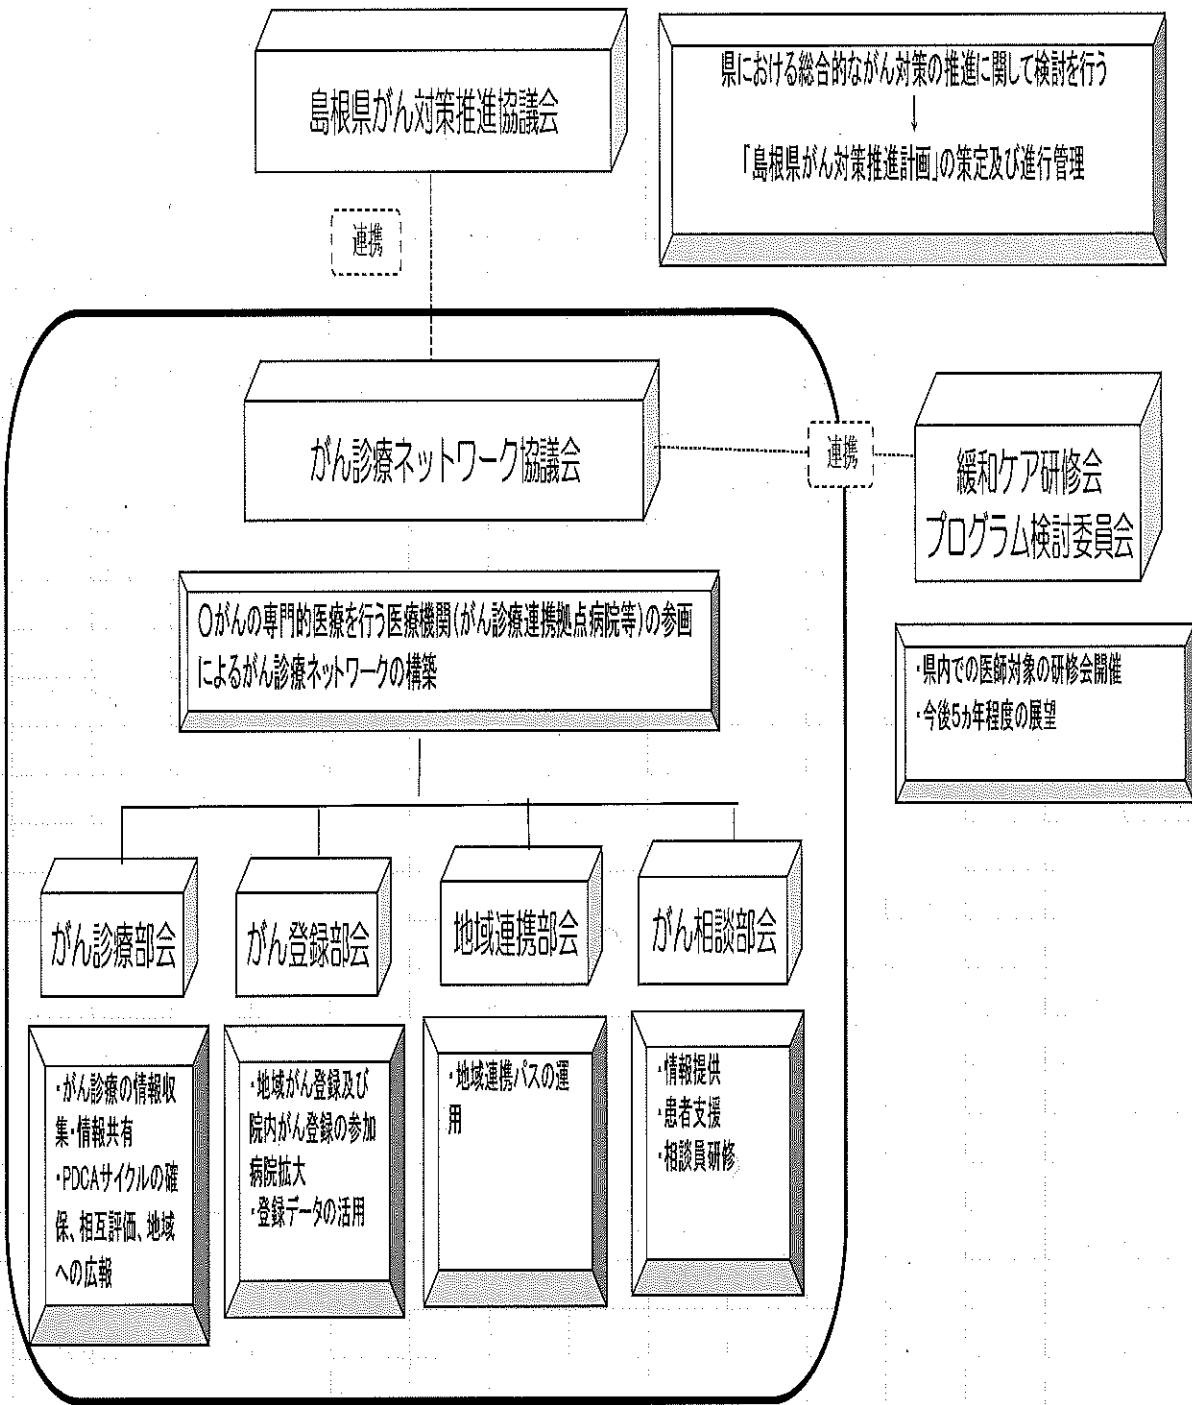 島根県がん対策推進協議会
県における総合的ながん対策の推進に関して検討を行う
↓
「島根県がん対策推進計画」の策定及び進行管理
連携
がん診療ネットワーク協議会
連携
緩和ケア研修会
プログラム検討委員会
〇がんの専門的医療を行う医療機関(がん診療連携拠点病院等)の参画
によるがん診療ネットワークの構築
・県内での医師対象の研修会開催
・今後5ヵ年程度の展望
がん診療部会
がん登録部会
地域連携部会
がん相談部会
・がん診療の情報収
集・情報共有
・PDCAサイクルの確
保、相互評価、地域
への広報
・地域がん登録及び
院内がん登録の参加
病院拡大
・登録データの活用
・地域連携パスの運
用
・情報提供
・患者支援
・相談員研修